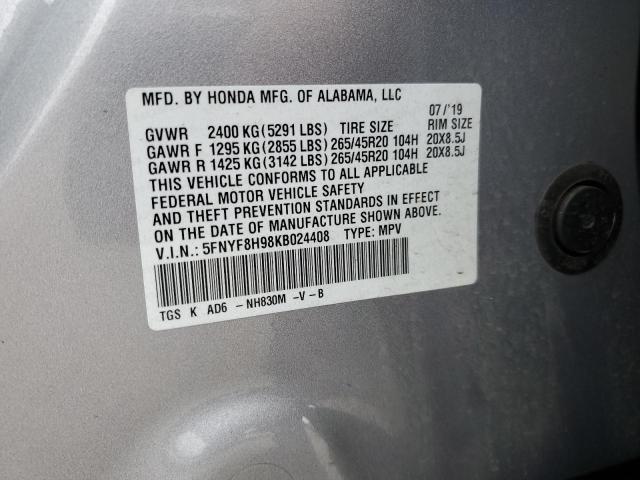 MFD. BY HONDA MFG. OF ALABAMA, LLC
07/'19
GVWR 2400 KG(5291 LBS) TIRE SIZE RIM SIZE
GAWR F 1295 KG(2855 LBS) 265/45R20 104H 20X8.5J
GAWR R 1425 KG(3142 LBS) 265/45R20 104H 20X8.5J
THIS VEHICLE CONFORMS TO ALL APPLICABLE
FEDERAL MOTOR VEHICLE SAFETY
AND THEFT PREVENTION STANDARDS IN EFFECT
ON THE DATE OF MANUFACTURE SHOWN ABOVE.
V.I.N.: 5FNYF8H98KB024408 TYPE: MPV
TGS K AD6 -NH830M -V-B